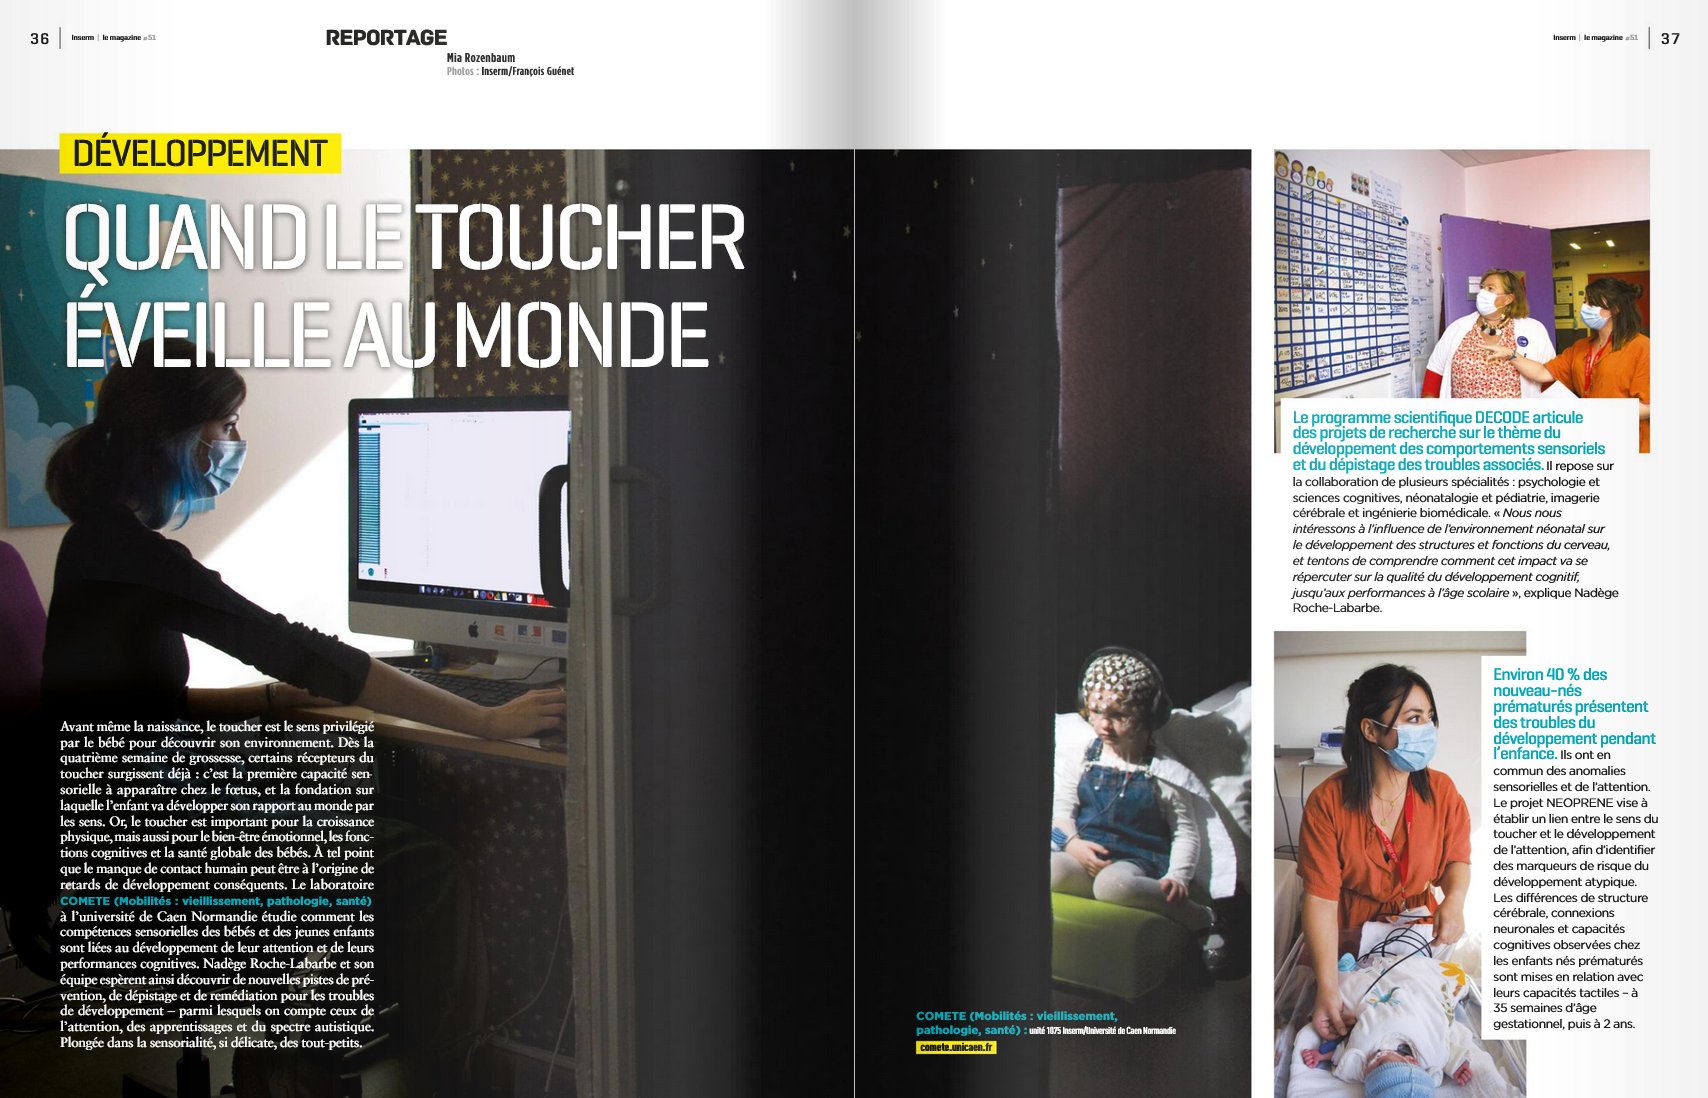 36 | Inserm | le magazine #51
REPORTAGE
Mia Rozenbaum
Photos : Inserm/François Guénet
Inserm | le magazine #51 | 37
DÉVELOPPEMENT
QUAND LE TOUCHER
ÉVEILLE AU MONDE
Avant même la naissance, le toucher est le sens privilégié
par le bébé pour découvrir son environnement. Dès la
quatrième semaine de grossesse, certains récepteurs du
toucher surgissent déjà : c'est la première capacité sen-
sorielle à apparaître chez le fœtus, et la fondation sur
laquelle l'enfant va développer son rapport au monde par
les sens. Or, le toucher est important pour la croissance
physique, mais aussi pour le bien-être émotionnel, les fonc-
tions cognitives et la santé globale des bébés. À tel point
que le manque de contact humain peut être à l'origine de
retards de développement conséquents. Le laboratoire
COMETE (Mobilités : vieillissement, pathologie, santé)
à l'université de Caen Normandie étudie comment les
compétences sensorielles des bébés et des jeunes enfants
sont liées au développement de leur attention et de leurs
performances cognitives. Nadège Roche-Labarbe et son
équipe espèrent ainsi découvrir de nouvelles pistes de pré-
vention, de dépistage et de remédiation pour les troubles
de développement – parmi lesquels on compte ceux de
l'attention, des apprentissages et du spectre autistique.
Plongée dans la sensorialité, si délicate, des tout-petits.
COMETE (Mobilités : vieillissement,
pathologie, santé) : unité 1075 Inserm/Université de Caen Normandie
comete.unicaen.fr
Le programme scientifique DECODE articule
des projets de recherche sur le thème du
développement des comportements sensoriels
et du dépistage des troubles associés. Il repose sur
la collaboration de plusieurs spécialités : psychologie et
sciences cognitives, néonatalogie et pédiatrie, imagerie
cérébrale et ingénierie biomédicale. « Nous nous
intéressons à l'influence de l'environnement néonatal sur
le développement des structures et fonctions du cerveau,
et tentons de comprendre comment cet impact va se
répercuter sur la qualité du développement cognitif,
jusqu'aux performances à l'âge scolaire », explique Nadège
Roche-Labarbe.
Environ 40 % des
nouveau-nés
prématurés présentent
des troubles du
développement pendant
l'enfance. Ils ont en
commun des anomalies
sensorielles et de l'attention.
Le projet NEOPRENE vise à
établir un lien entre le sens du
toucher et le développement
de l'attention, afin d'identifier
des marqueurs de risque du
développement atypique.
Les différences de structure
cérébrale, connexions
neuronales et capacités
cognitives observées chez
les enfants nés prématurés
sont mises en relation avec
leurs capacités tactiles – à
35 semaines d'âge
gestationnel, puis à 2 ans.